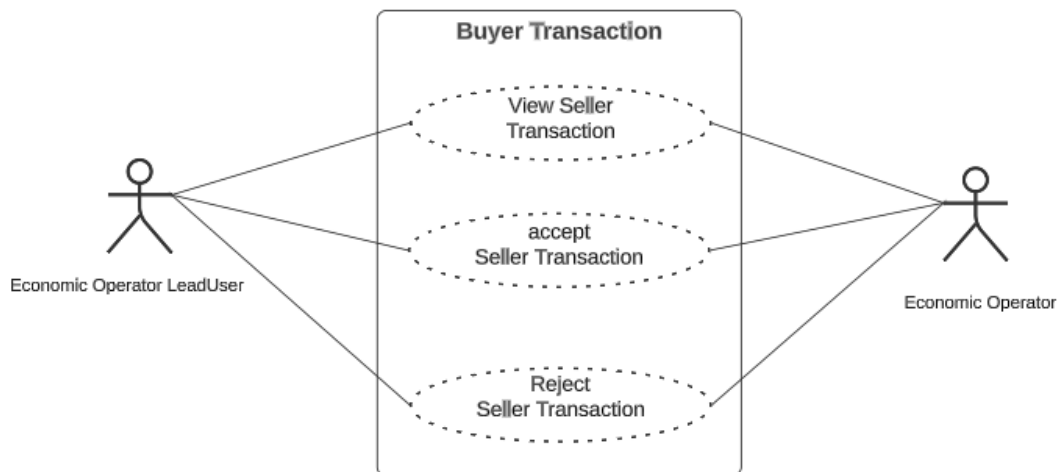 Buyer Transaction
View Seller
Transaction
accept
Seller Transaction
Economic Operator LeadUser
Economic Operator
Reject
Seller Transaction